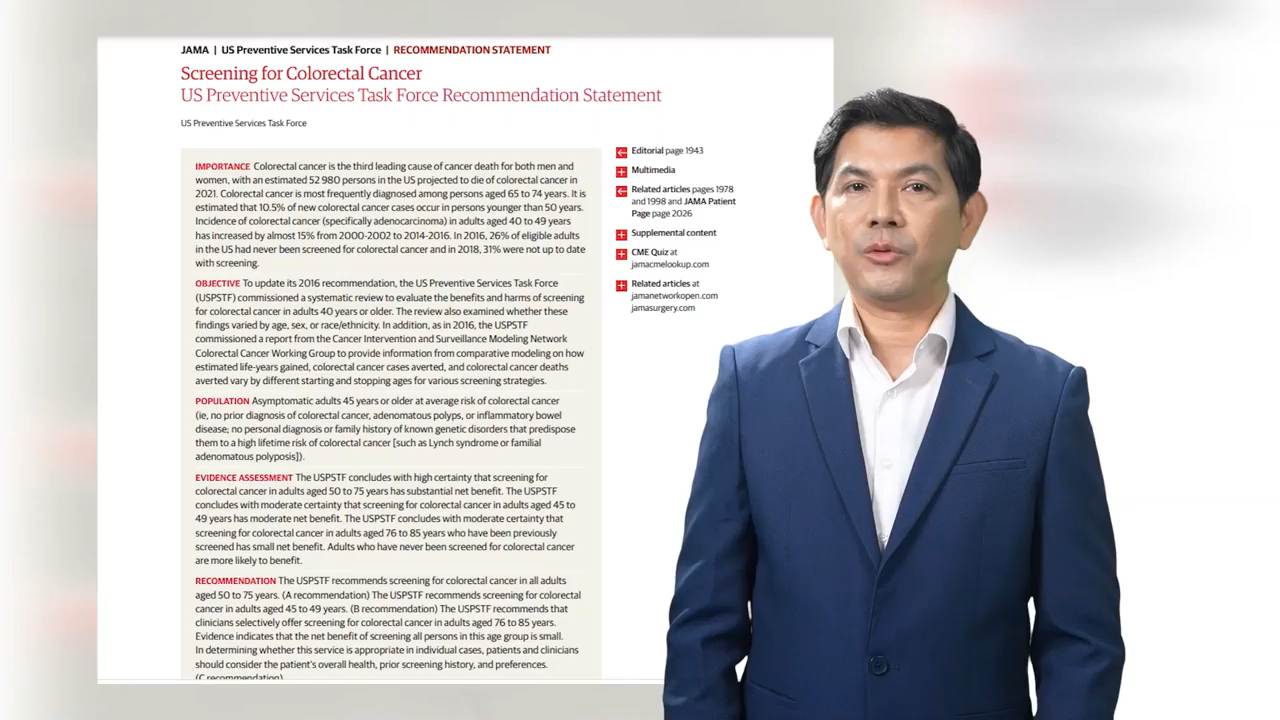 JAMA | US Preventive Services Task Force | RECOMMENDATION STATEMENT
Screening for Colorectal Cancer
US Preventive Services Task Force Recommendation Statement
US Preventive Services Task Force
IMPORTANCE Colorectal cancer is the third leading cause of cancer death for both men and
women, with an estimated 52 980 persons in the US projected to die of colorectal cancer in
2021. Colorectal cancer is most frequently diagnosed among persons aged 65 to 74 years. It is
estimated that 10.5% of new colorectal cancer cases occur in persons younger than 50 years.
Incidence of colorectal cancer (specifically adenocarcinoma) in adults aged 40 to 49 years
has increased by almost 15% from 2000-2002 to 2014-2016. In 2016, 26% of eligible adults
in the US had never been screened for colorectal cancer and in 2018, 31% were not up to date
with screening.
OBJECTIVE To update its 2016 recommendation, the US Preventive Services Task Force
(USPSTF) commissioned a systematic review to evaluate the benefits and harms of screening
for colorectal cancer in adults 40 years or older. The review also examined whether these
findings varied by age, sex, or race/ethnicity. In addition, as in 2016, the USPSTF
commissioned a report from the Cancer Intervention and Surveillance Modeling Network
Colorectal Cancer Working Group to provide information from comparative modeling on how
estimated life-years gained, colorectal cancer cases averted, and colorectal cancer deaths
averted vary by different starting and stopping ages for various screening strategies.
POPULATION Asymptomatic adults 45 years or older at average risk of colorectal cancer
(ie, no prior diagnosis of colorectal cancer, adenomatous polyps, or inflammatory bowel
disease; no personal diagnosis or family history of known genetic disorders that predispose
them to a high lifetime risk of colorectal cancer [such as Lynch syndrome or familial
adenomatous polyposis]).
EVIDENCE ASSESSMENT The USPSTF concludes with high certainty that screening for
colorectal cancer in adults aged 50 to 75 years has substantial net benefit. The USPSTF
concludes with moderate certainty that screening for colorectal cancer in adults aged 45 to
49 years has moderate net benefit. The USPSTF concludes with moderate certainty that
screening for colorectal cancer in adults aged 76 to 85 years who have been previously
screened has small net benefit. Adults who have never been screened for colorectal cancer
are more likely to benefit.
RECOMMENDATION The USPSTF recommends screening for colorectal cancer in all adults
aged 50 to 75 years. (A recommendation) The USPSTF recommends screening for colorectal
cancer in adults aged 45 to 49 years. (B recommendation) The USPSTF recommends that
clinicians selectively offer screening for colorectal cancer in adults aged 76 to 85 years.
Evidence indicates that the net benefit of screening all persons in this age group is small.
In determining whether this service is appropriate in individual cases, patients and clinicians
should consider the patient's overall health, prior screening history, and preferences.
(C recommendation)
Editorial page 1943
Multimedia
Related articles pages 1978
and 1998 and JAMA Patient
Page page 2026
Supplemental content
CME Quiz at
jamacmelookup.com
Related articles at
jamanetworkopen.com
jamasurgery.com